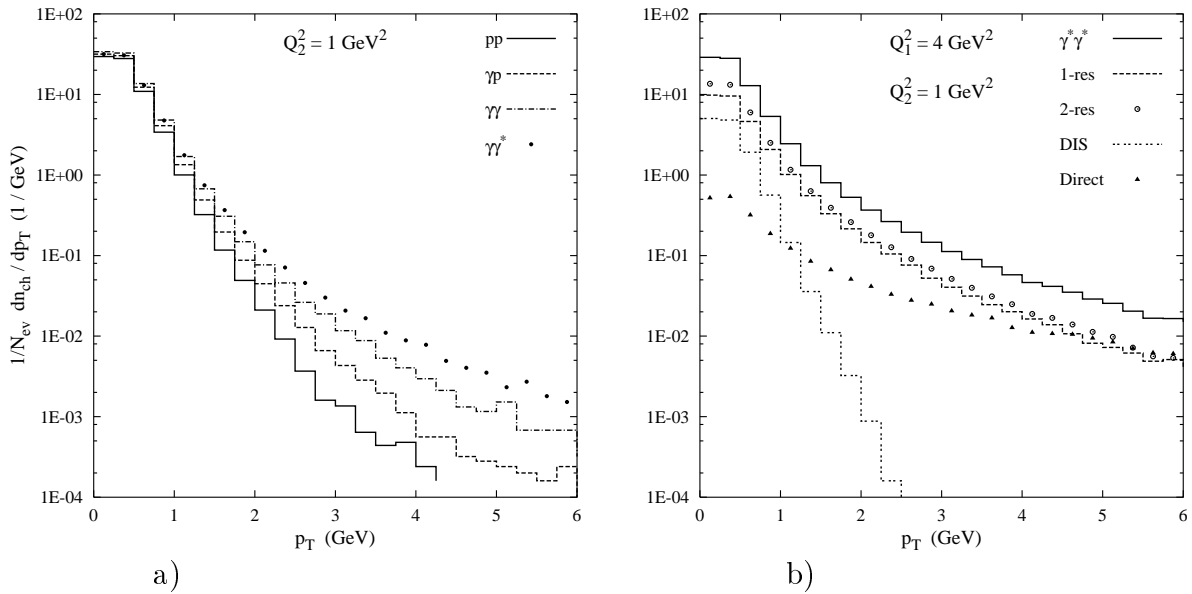 1E+02
1E+01
1E+00
1E-01
1E-02
1E-03
1E-04
0 1 2 3 4 5 6
1/N_ev dn_ch / dp_T (1 / GeV)
p_T (GeV)
Q_2^2 = 1 GeV^2
pp
γp
γγ
γγ*
a)
1E+02
1E+01
1E+00
1E-01
1E-02
1E-03
1E-04
0 1 2 3 4 5 6
p_T (GeV)
Q_1^2 = 4 GeV^2
Q_2^2 = 1 GeV^2
γ*γ*
1-res
2-res
DIS
Direct
b)